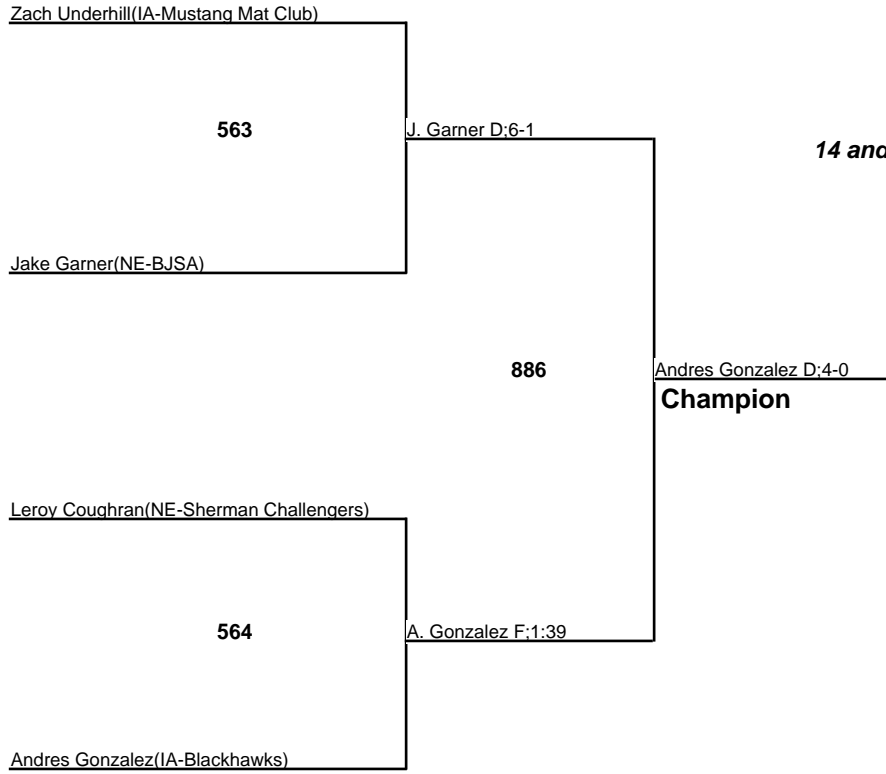 Zach Underhill(IA-Mustang Mat Club)
563
J. Garner D;6-1
14 and
Jake Garner(NE-BJSA)
886
Andres Gonzalez D;4-0
Champion
Leroy Coughran(NE-Sherman Challengers)
564
A. Gonzalez F;1:39
Andres Gonzalez(IA-Blackhawks)